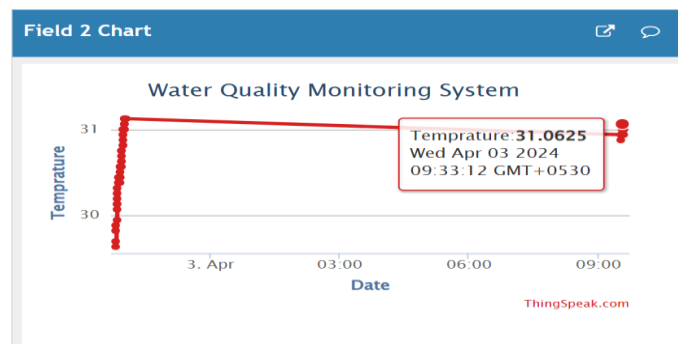 Field 2 Chart
Water Quality Monitoring System
Temprature
31
30
Temprature:31.0625
Wed Apr 03 2024
09:33:12 GMT+0530
3. Apr 03:00 06:00 09:00
Date
ThingSpeak.com